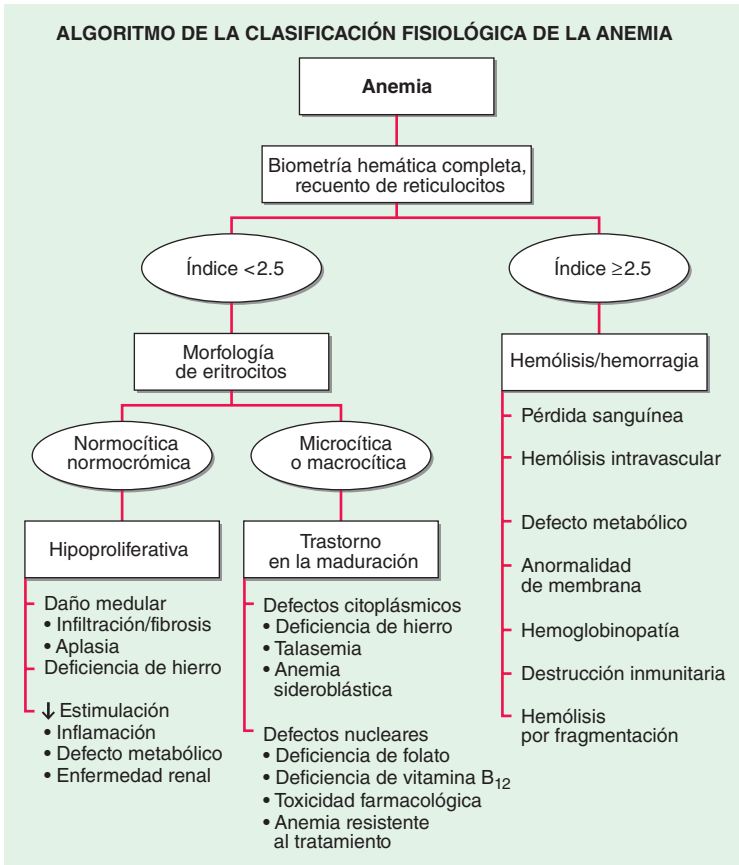 ALGORITMO DE LA CLASIFICACIÓN FISIOLÓGICA DE LA ANEMIA
Anemia
Biometría hemática completa,
recuento de reticulocitos
Índice <2.5
Índice ≥2.5
Morfología
de eritrocitos
Hemólisis/hemorragia
Normocítica
normocrómica
Microcítica
o macrocítica
Hipoproliferativa
Trastorno
en la maduración
Daño medular
• Infiltración/fibrosis
• Aplasia
Deficiencia de hierro
↓ Estimulación
• Inflamación
• Defecto metabólico
• Enfermedad renal
Defectos citoplásmicos
• Deficiencia de hierro
• Talasemia
• Anemia
sideroblástica
Defectos nucleares
• Deficiencia de folato
• Deficiencia de vitamina B12
• Toxicidad farmacológica
• Anemia resistente
al tratamiento
Pérdida sanguínea
Hemólisis intravascular
Defecto metabólico
Anormalidad
de membrana
Hemoglobinopatía
Destrucción inmunitaria
Hemólisis
por fragmentación